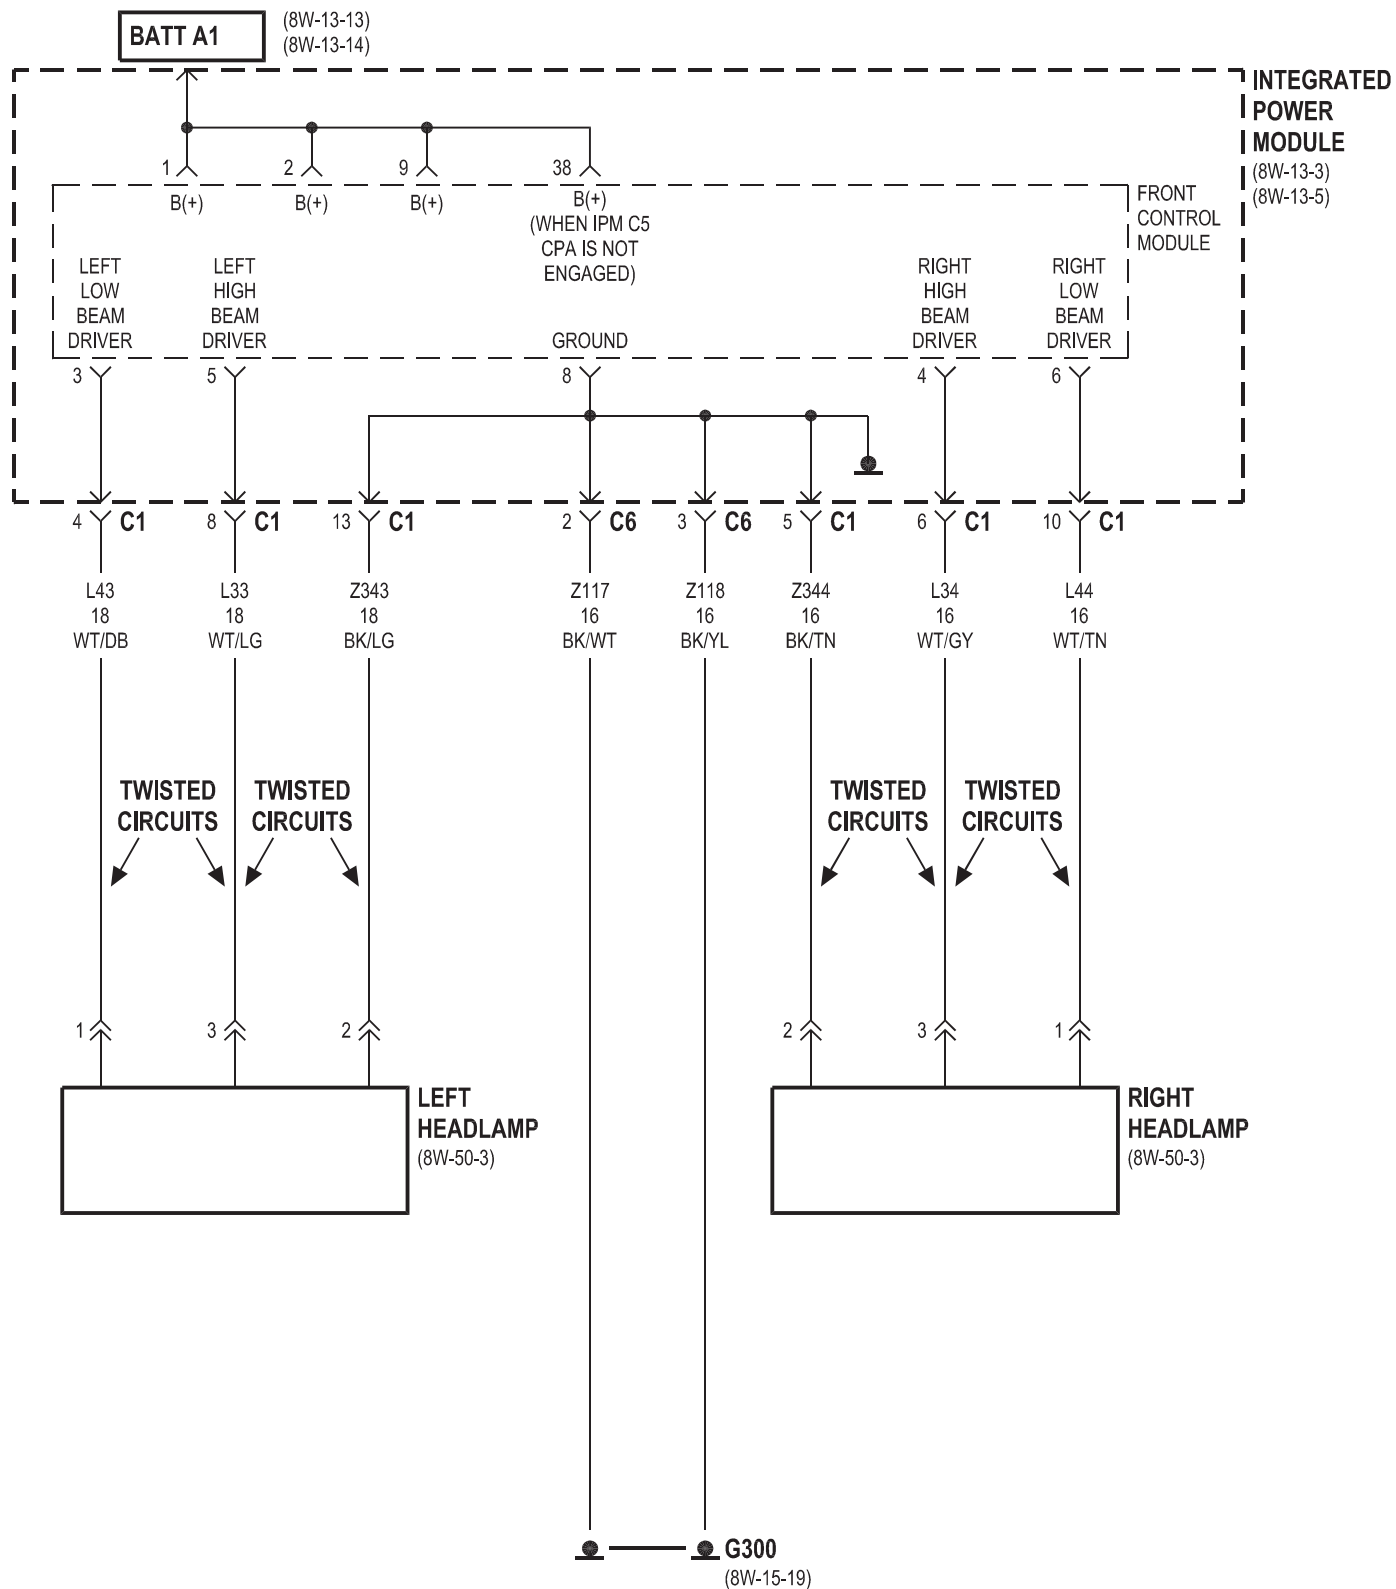 BATT A1
(8W-13-13)
(8W-13-14)
INTEGRATED
POWER
MODULE
(8W-13-3)
(8W-13-5)
1
2
9
38
B(+)
B(+)
B(+)
B(+)
(WHEN IPM C5
CPA IS NOT
ENGAGED)
FRONT
CONTROL
MODULE
LEFT
LOW
BEAM
DRIVER
LEFT
HIGH
BEAM
DRIVER
GROUND
RIGHT
HIGH
BEAM
DRIVER
RIGHT
LOW
BEAM
DRIVER
3
5
8
4
6
4 C1
8 C1
13 C1
2 C6
3 C6
5 C1
6 C1
10 C1
L43
18
WT/DB
L33
18
WT/LG
Z343
18
BK/LG
Z117
16
BK/WT
Z118
16
BK/YL
Z344
16
BK/TN
L34
16
WT/GY
L44
16
WT/TN
TWISTED
CIRCUITS
TWISTED
CIRCUITS
TWISTED
CIRCUITS
TWISTED
CIRCUITS
1
3
2
2
3
1
LEFT
HEADLAMP
(8W-50-3)
RIGHT
HEADLAMP
(8W-50-3)
G300
(8W-15-19)